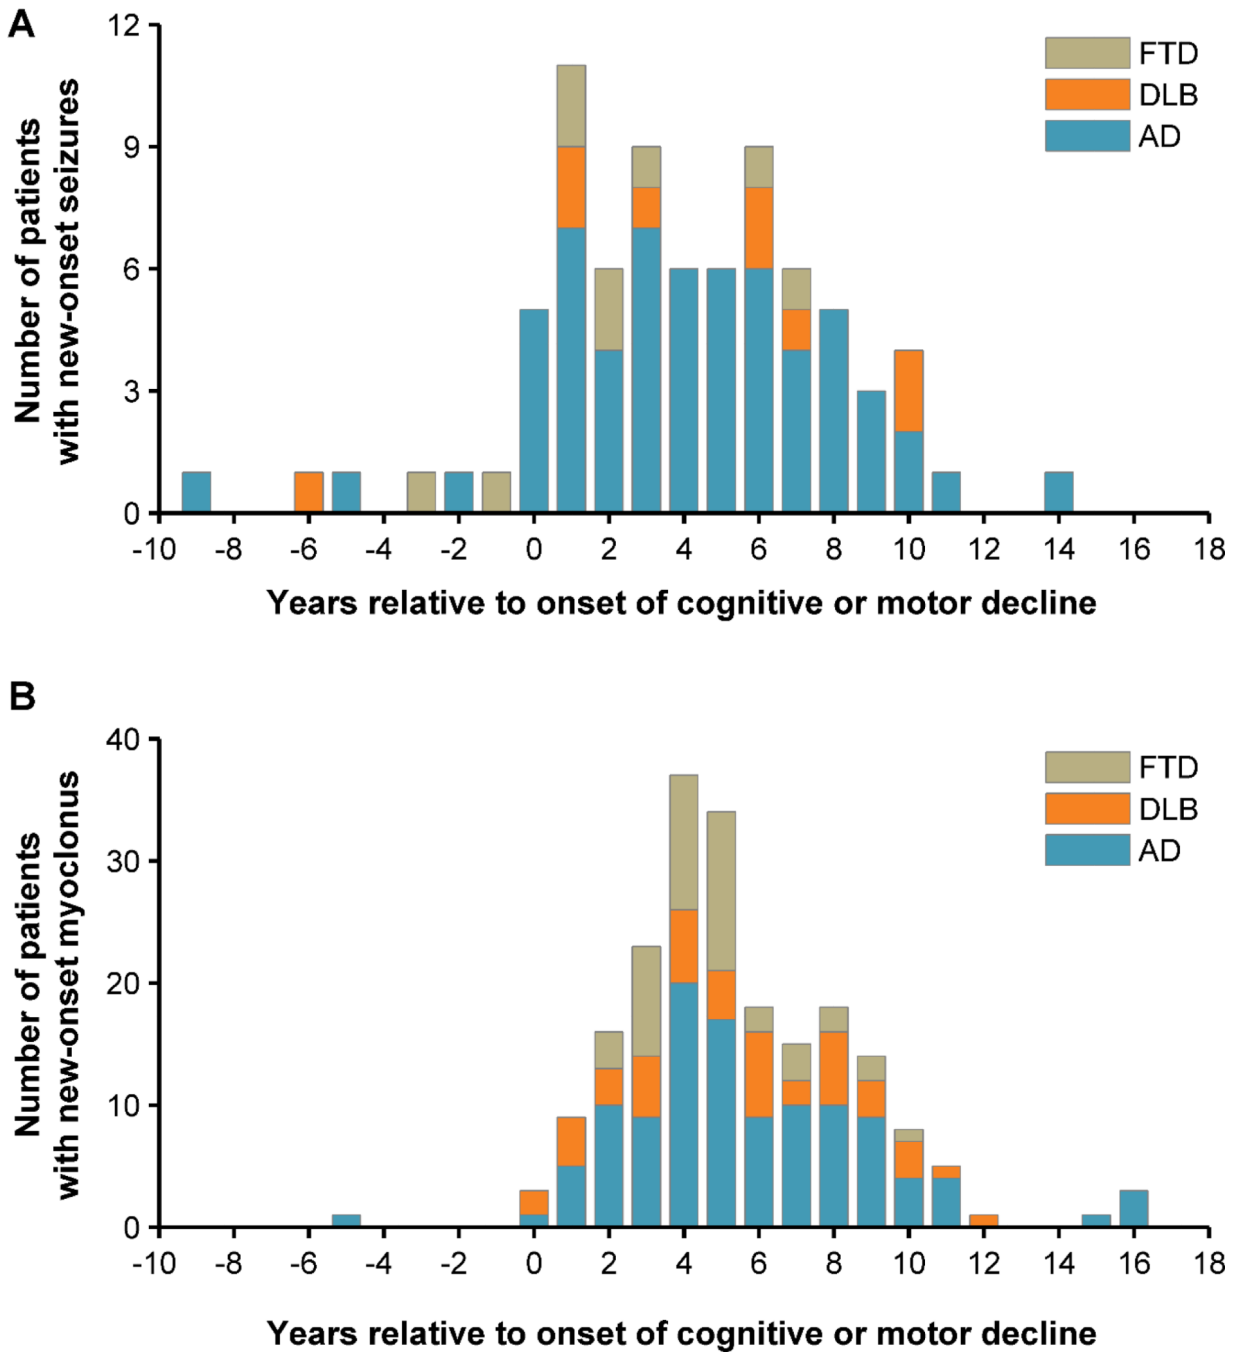 A
12
9
6
3
0
Number of patients
with new-onset seizures
FTD
DLB
AD
-10 -8 -6 -4 -2 0 2 4 6 8 10 12 14 16 18
Years relative to onset of cognitive or motor decline
B
40
30
20
10
0
Number of patients
with new-onset myoclonus
FTD
DLB
AD
-10 -8 -6 -4 -2 0 2 4 6 8 10 12 14 16 18
Years relative to onset of cognitive or motor decline